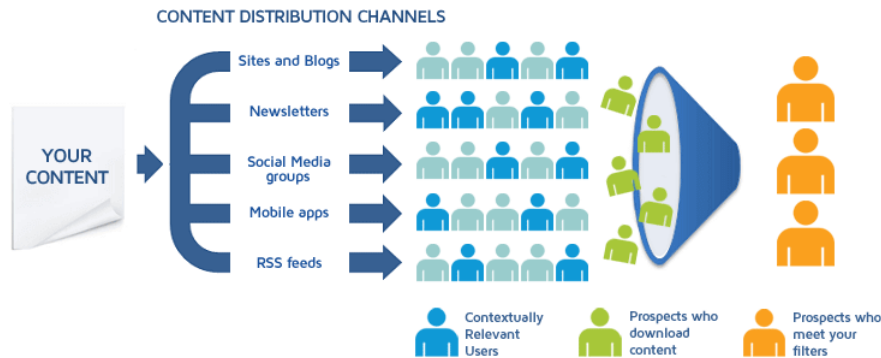 CONTENT DISTRIBUTION CHANNELS
YOUR
CONTENT
Sites and Blogs
Newsletters
Social Media
groups
Mobile apps
RSS feeds
Contextually
Relevant
Users
Prospects who
download
content
Prospects who
meet your
filters